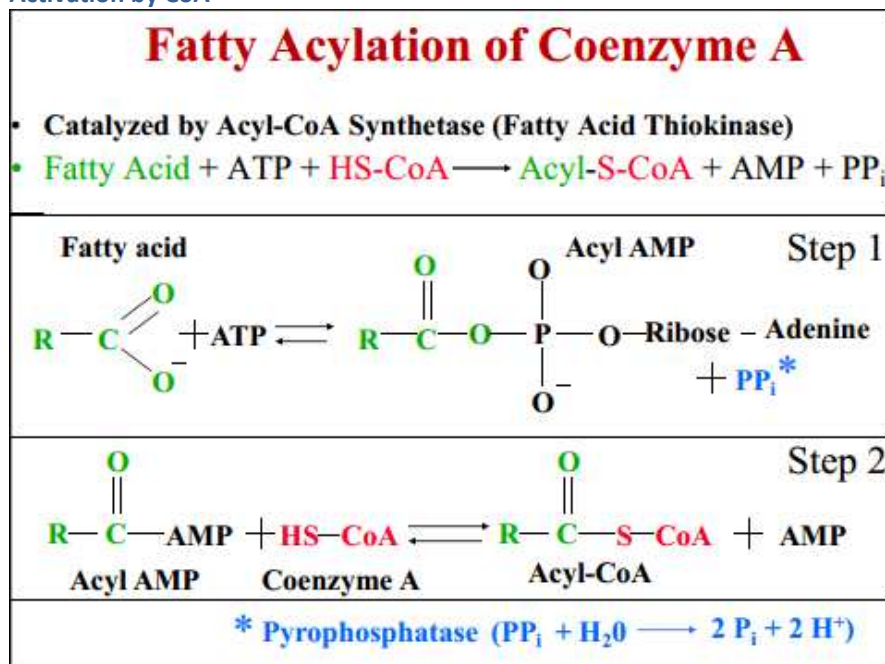 Activation by CoA
Fatty Acylation of Coenzyme A
• Catalyzed by Acyl-CoA Synthetase (Fatty Acid Thiokinase)
• Fatty Acid + ATP + HS-CoA ⟶ Acyl-S-CoA + AMP + PPi
Fatty acid Acyl AMP Step 1
O O O
R — C + ATP ⇌ R — C — O — P — O — Ribose – Adenine
O⁻ O⁻ + PPi*
O O Step 2
R — C — AMP + HS—CoA ⇌ R — C — S — CoA + AMP
Acyl AMP Coenzyme A Acyl-CoA
* Pyrophosphatase (PPi + H20 ⟶ 2 Pi + 2 H⁺)